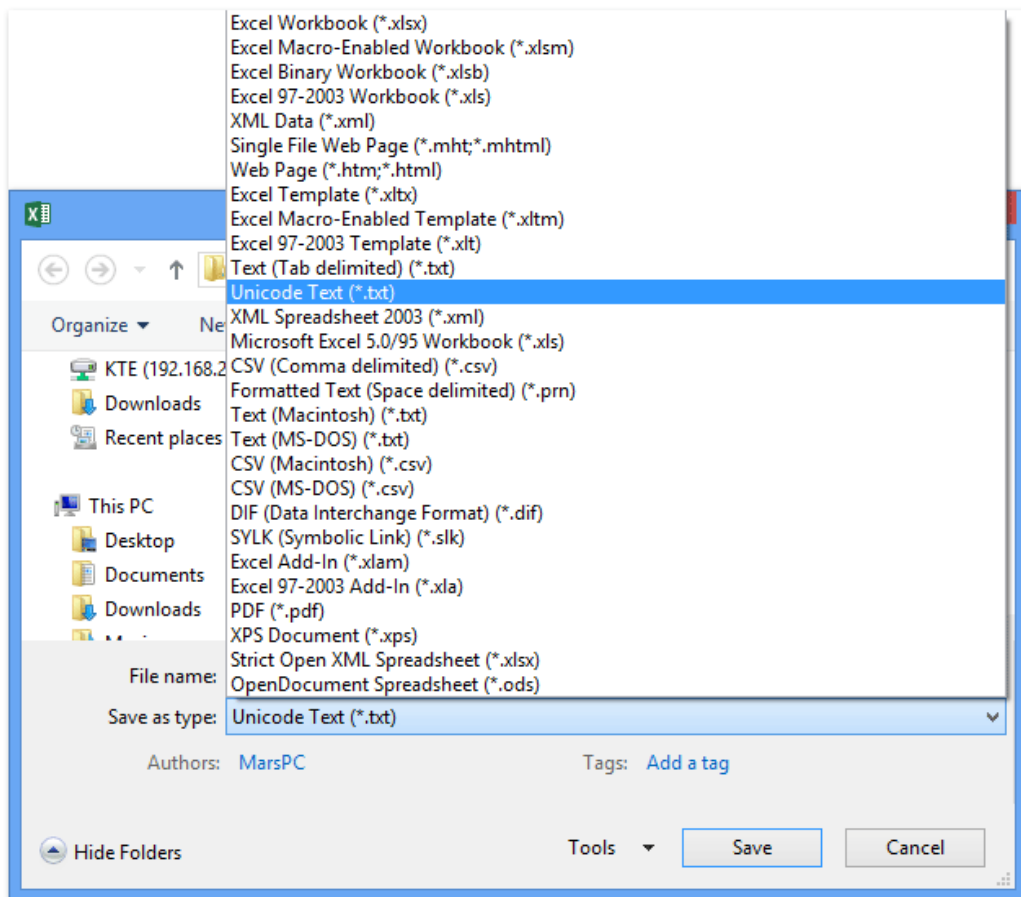 Excel Workbook (*.xlsx)
Excel Macro-Enabled Workbook (*.xlsm)
Excel Binary Workbook (*.xlsb)
Excel 97-2003 Workbook (*.xls)
XML Data (*.xml)
Single File Web Page (*.mht;*.mhtml)
Web Page (*.htm;*.html)
Excel Template (*.xltx)
Excel Macro-Enabled Template (*.xltm)
Excel 97-2003 Template (*.xlt)
Text (Tab delimited) (*.txt)
Unicode Text (*.txt)
XML Spreadsheet 2003 (*.xml)
Microsoft Excel 5.0/95 Workbook (*.xls)
CSV (Comma delimited) (*.csv)
Formatted Text (Space delimited) (*.prn)
Text (Macintosh) (*.txt)
Text (MS-DOS) (*.txt)
CSV (Macintosh) (*.csv)
CSV (MS-DOS) (*.csv)
DIF (Data Interchange Format) (*.dif)
SYLK (Symbolic Link) (*.slk)
Excel Add-In (*.xlam)
Excel 97-2003 Add-In (*.xla)
PDF (*.pdf)
XPS Document (*.xps)
Strict Open XML Spreadsheet (*.xlsx)
OpenDocument Spreadsheet (*.ods)
Organize
KTE (192.168.2
Downloads
Recent places
This PC
Desktop
Documents
Downloads
File name:
Save as type: Unicode Text (*.txt)
Authors: MarsPC Tags: Add a tag
Hide Folders Tools Save Cancel